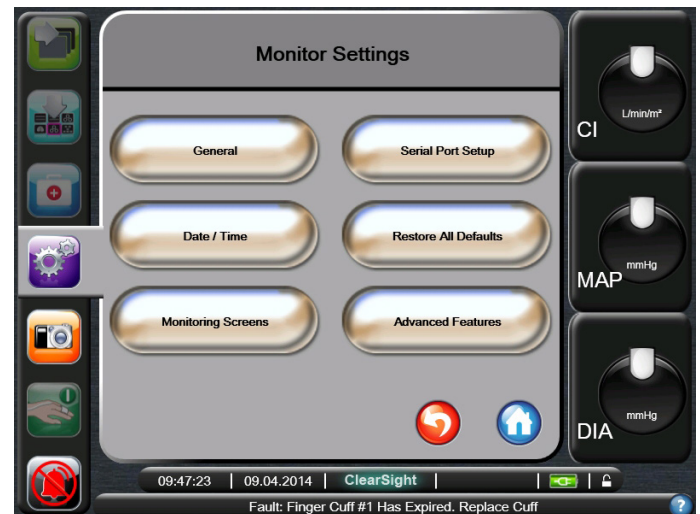 Monitor Settings
General
Serial Port Setup
Date / Time
Restore All Defaults
Monitoring Screens
Advanced Features
L/min/m²
CI
mmHg
MAP
mmHg
DIA
09:47:23 | 09.04.2014 | ClearSight | |
Fault: Finger Cuff #1 Has Expired. Replace Cuff
?